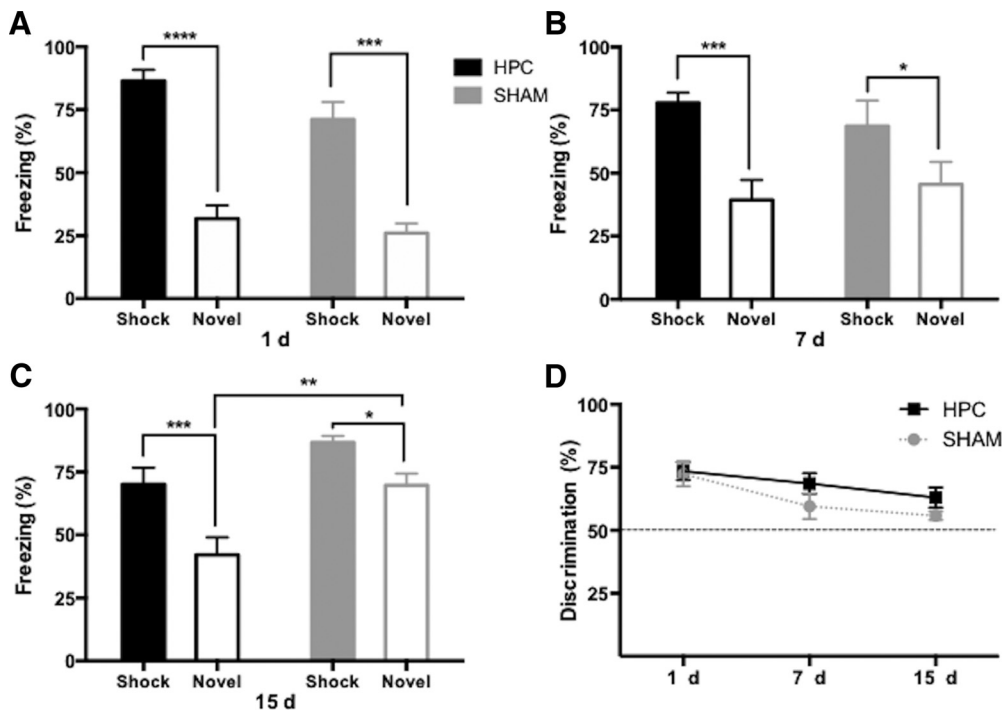 A
100
75
50
25
0
Freezing (%)
****
***
Shock Novel Shock Novel
1 d
HPC
SHAM
B
100
75
50
25
0
Freezing (%)
***
*
Shock Novel Shock Novel
7 d
C
100
75
50
25
0
Freezing (%)
***
**
*
Shock Novel Shock Novel
15 d
D
100
75
50
25
Discrimination (%)
HPC
SHAM
1 d 7 d 15 d